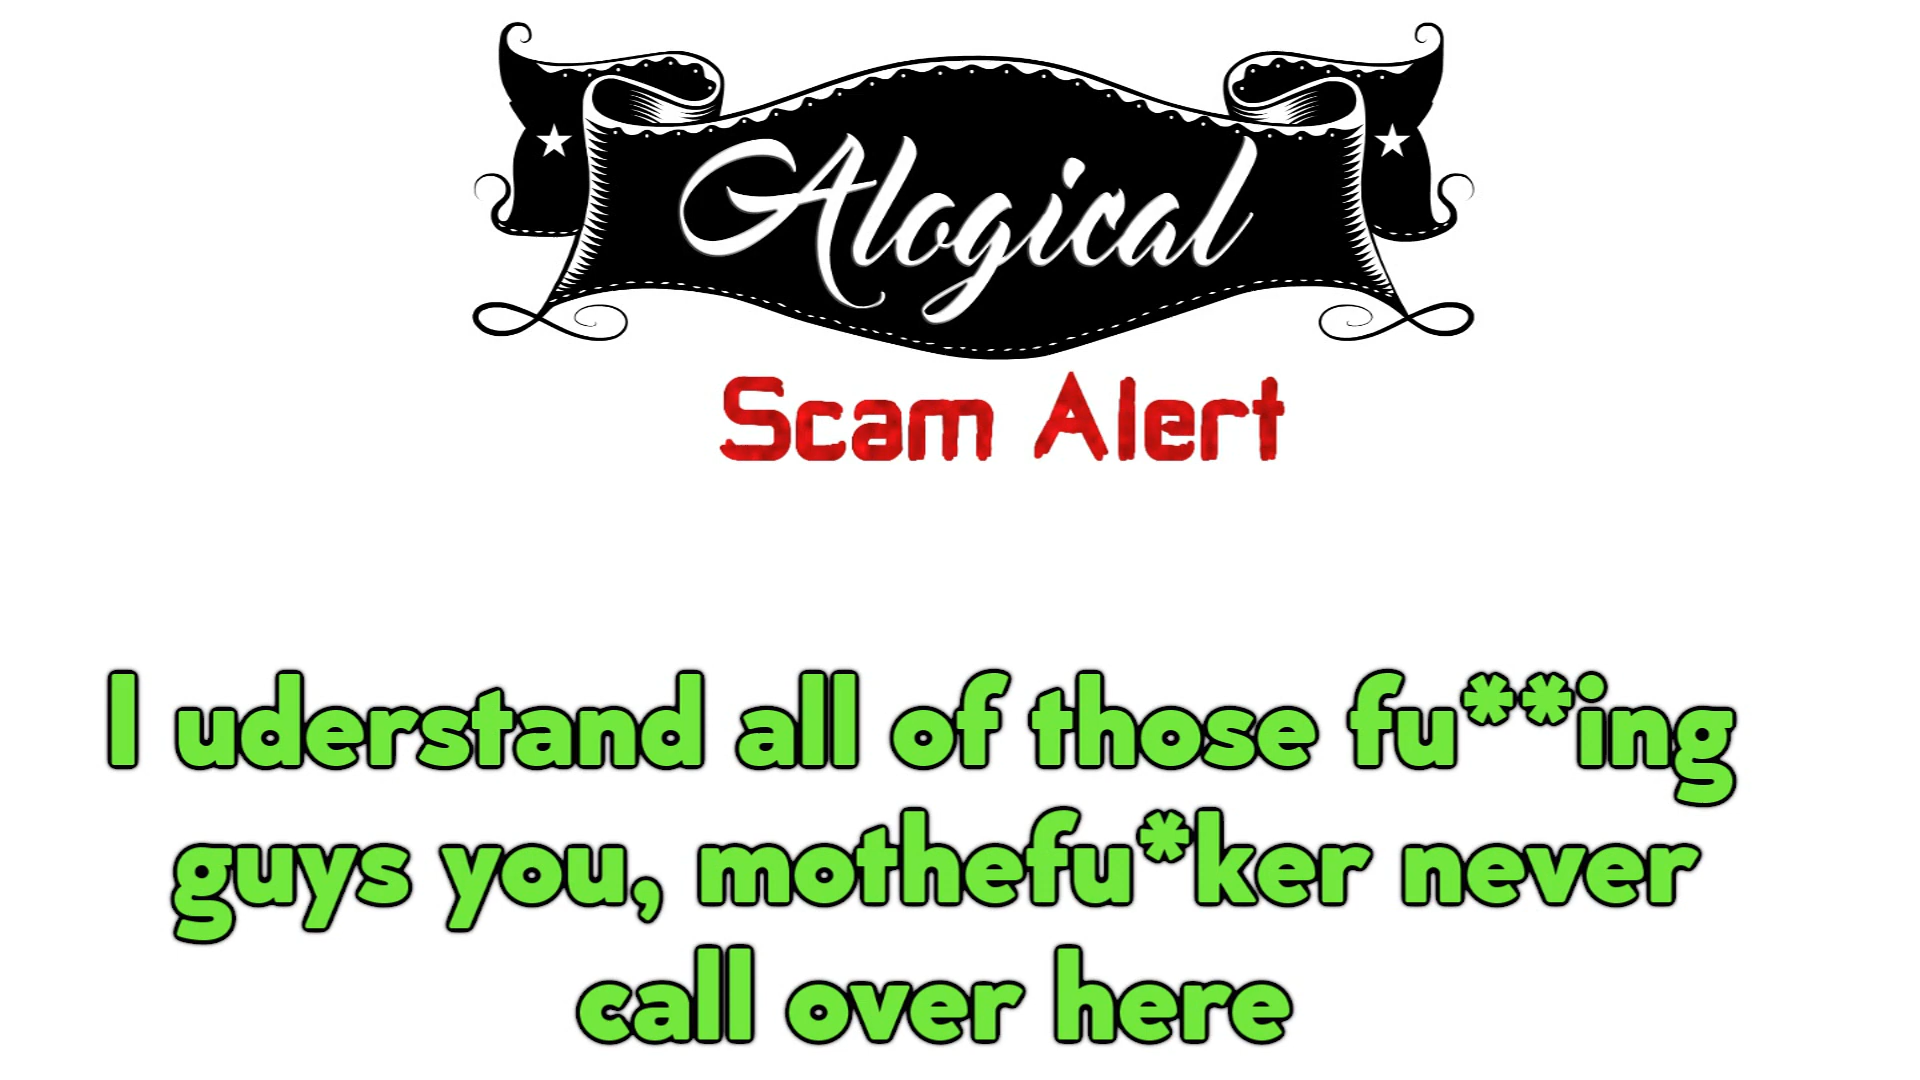 Alogical
Scam Alert
I uderstand all of those fu**ing
guys you, mothefu*ker never
call over here